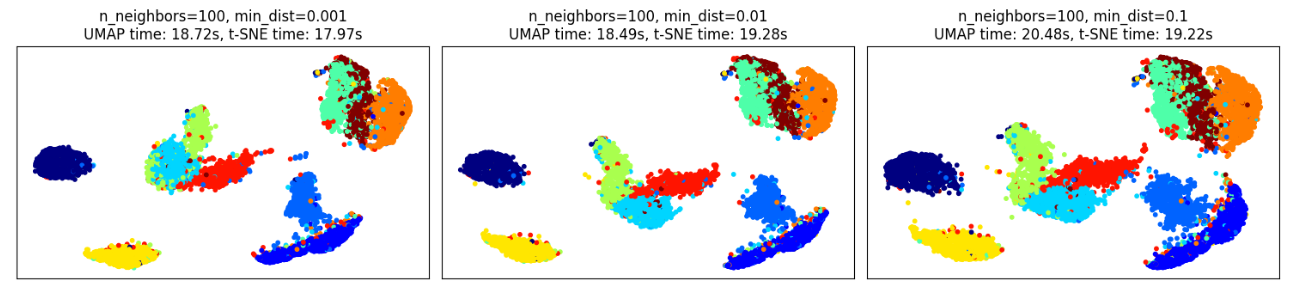 n_neighbors=100, min_dist=0.001
UMAP time: 18.72s, t-SNE time: 17.97s
n_neighbors=100, min_dist=0.01
UMAP time: 18.49s, t-SNE time: 19.28s
n_neighbors=100, min_dist=0.1
UMAP time: 20.48s, t-SNE time: 19.22s